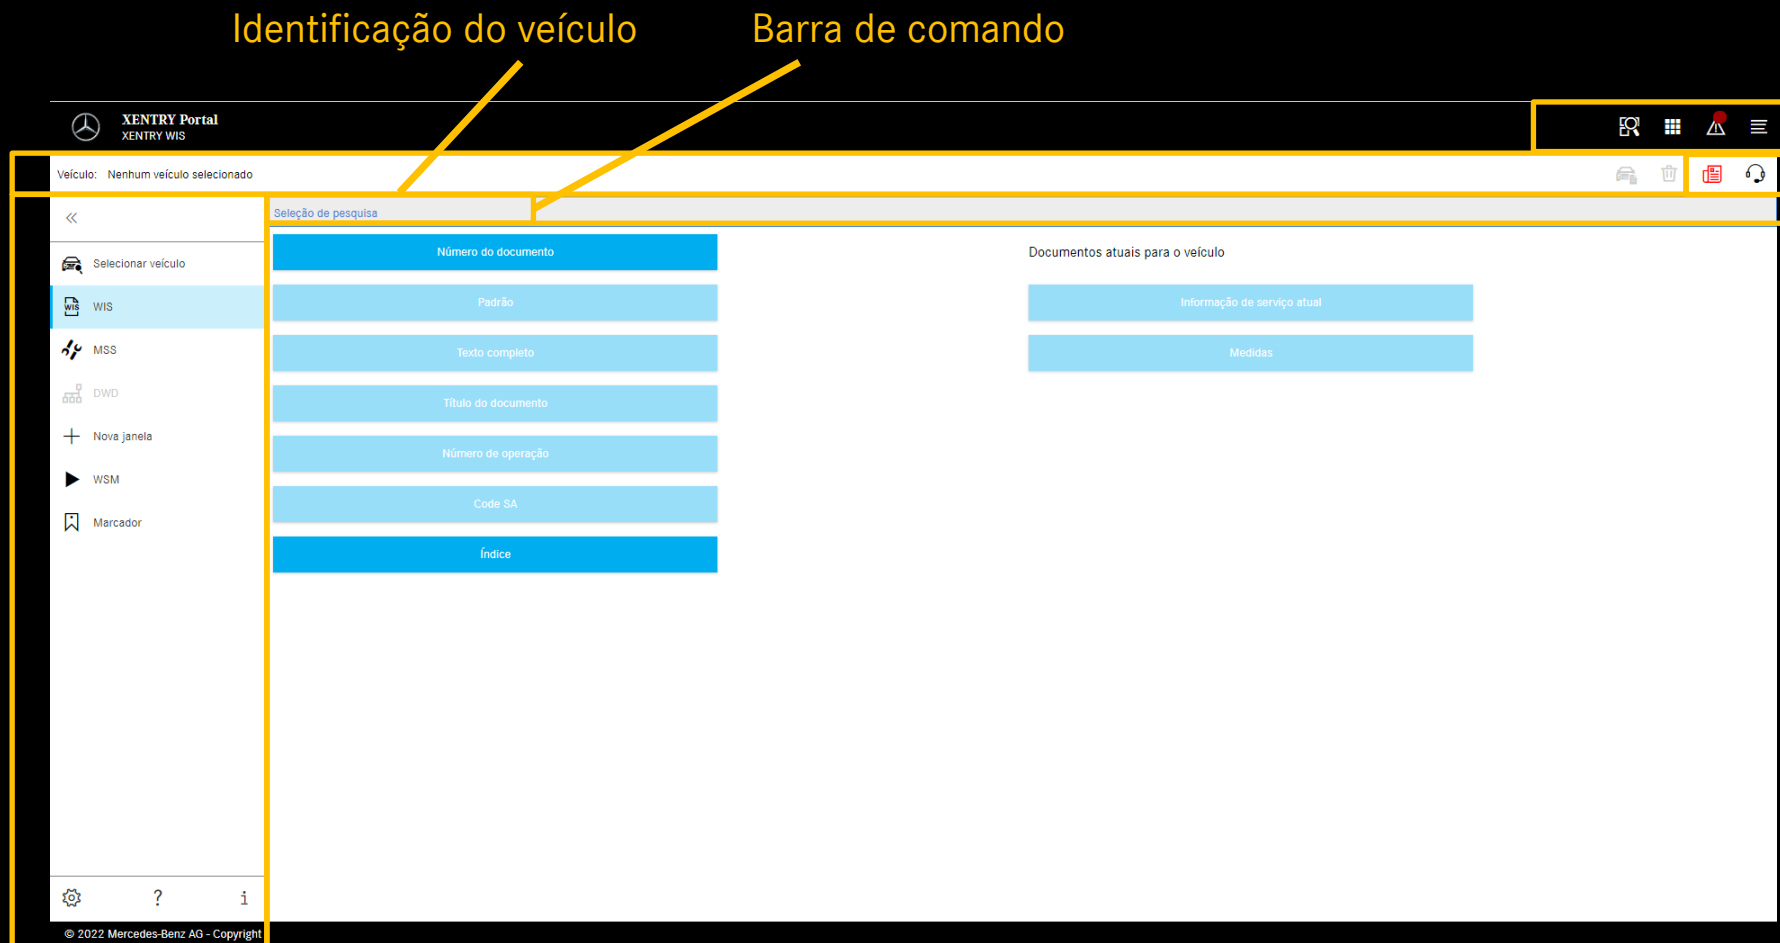 Identificação do veículo
Barra de comando
XENTRY Portal
XENTRY WIS
Veículo: Nenhum veículo selecionado
Seleção de pesquisa
Selecionar veículo
WIS
WIS
MSS
DWD
Nova janela
WSM
Marcador
Número do documento
Padrão
Texto completo
Título do documento
Número de operação
Code SA
Índice
Documentos atuais para o veículo
Informação de serviço atual
Medidas
? i
© 2022 Mercedes-Benz AG - Copyright